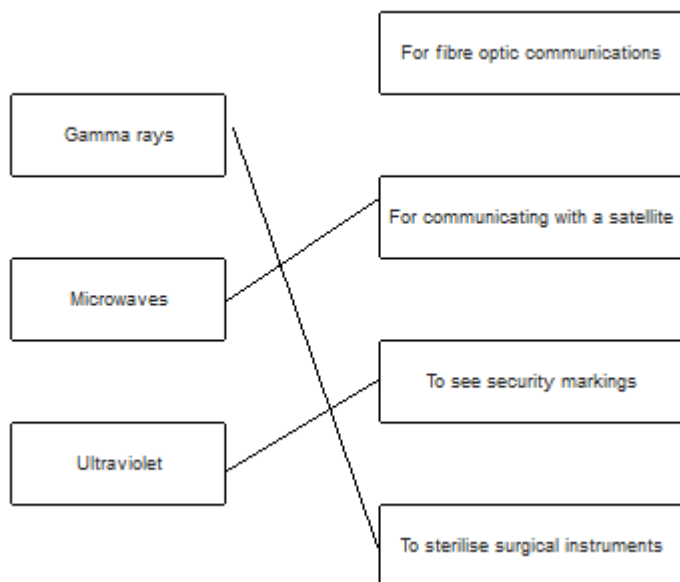 For fibre optic communications
Gamma rays
For communicating with a satellite
Microwaves
To see security markings
Ultraviolet
To sterilise surgical instruments